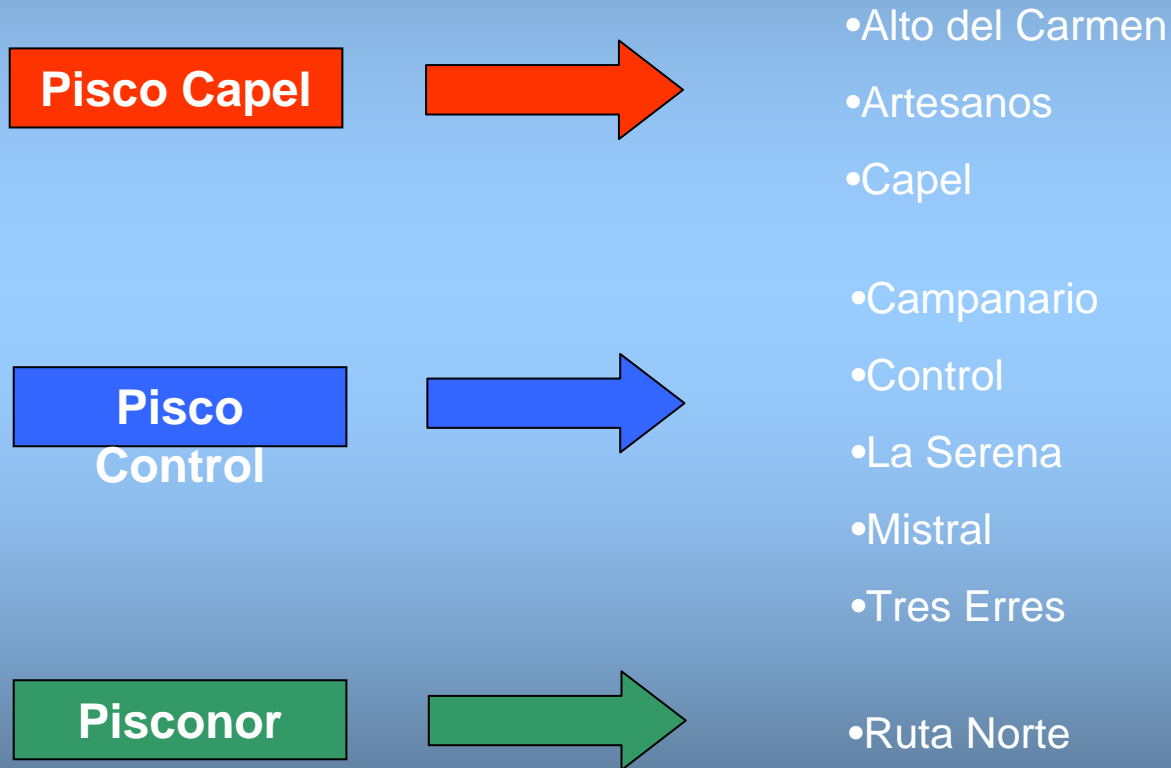 Pisco Capel
•Alto del Carmen
•Artesanos
•Capel
Pisco
Control
•Campanario
•Control
•La Serena
•Mistral
•Tres Erres
Pisconor
•Ruta Norte